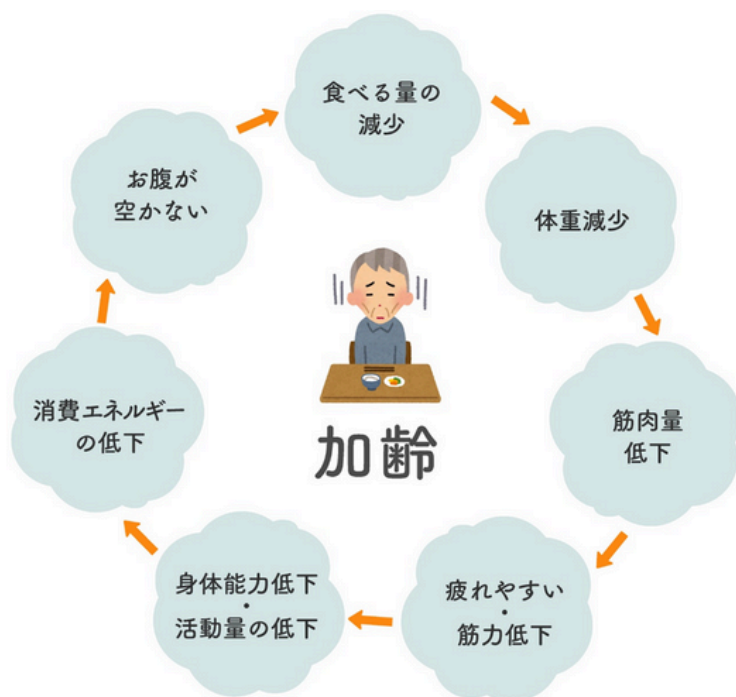 食べる量の
減少
体重減少
筋肉量
低下
疲れやすい
・
筋力低下
身体能力低下
・
活動量の低下
消費エネルギー
の低下
お腹が
空かない
加齢